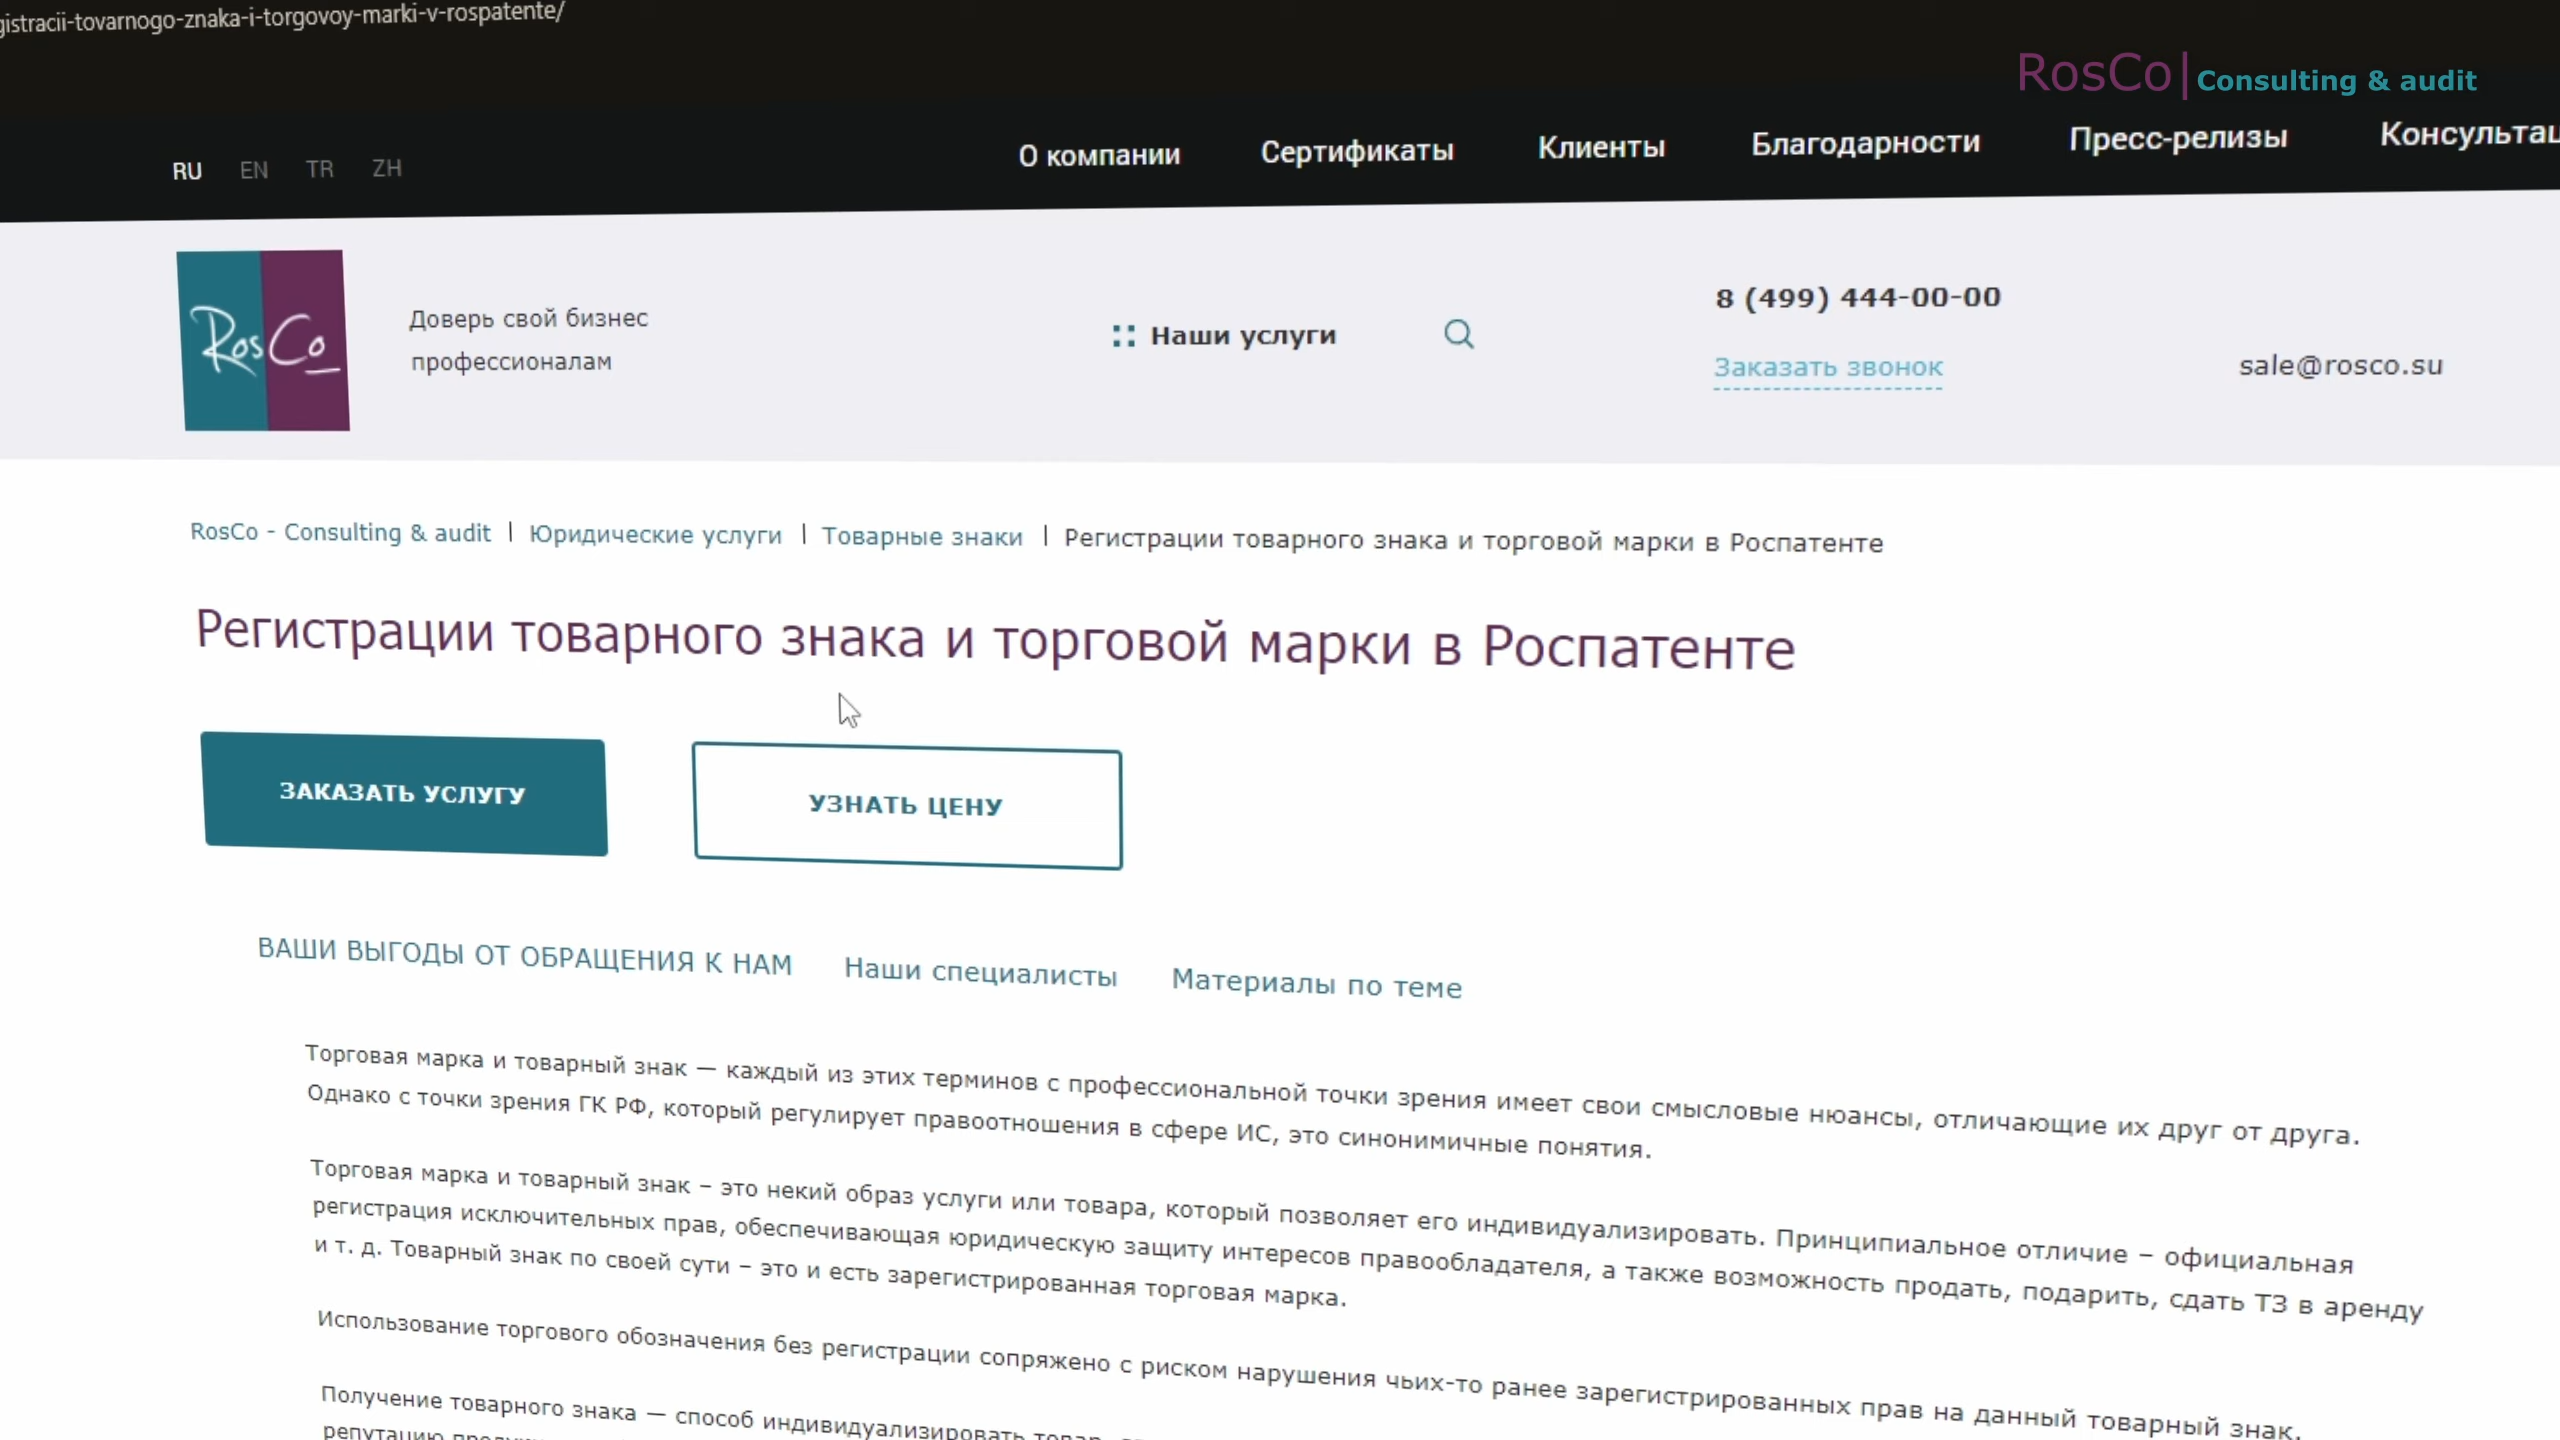 gistracii-tovarnogo-znaka-i-torgovoy-marki-v-rospatente/
RosCo|Consulting & audit
RU EN TR ZH
О компании Сертификаты Клиенты Благодарности Пресс-релизы
RosCo
Доверь свой бизнес
профессионалам
Наши услуги
8 (499) 444-00-00
Заказать звонок
sale@rosco.su
RosCo - Consulting & audit | Юридические услуги | Товарные знаки | Регистрации товарного знака и торговой марки в Роспатенте
Регистрации товарного знака и торговой марки в Роспатенте
ЗАКАЗАТЬ УСЛУГУ
УЗНАТЬ ЦЕНУ
ВАШИ ВЫГОДЫ ОТ ОБРАЩЕНИЯ К НАМ Наши специалисты Материалы по теме
Торговая марка и товарный знак — каждый из этих терминов с профессиональной точки зрения имеет свои смысловые нюансы, отличающие их друг от друга.
Однако с точки зрения ГК РФ, который регулирует правоотношения в сфере ИС, это синонимичные понятия.
Торговая марка и товарный знак – это некий образ услуги или товара, который позволяет его индивидуализировать. Принципиальное отличие – официальная
регистрация исключительных прав, обеспечивающая юридическую защиту интересов правообладателя, а также возможность продать, подарить, сдать ТЗ в аренду
и т. д. Товарный знак по своей сути – это и есть зарегистрированная торговая марка.
Использование торгового обозначения без регистрации сопряжено с риском нарушения чьих-то ранее зарегистрированных прав на данный товарный знак.
Получение товарного знака — способ индивидуализировать товар,
репутацию